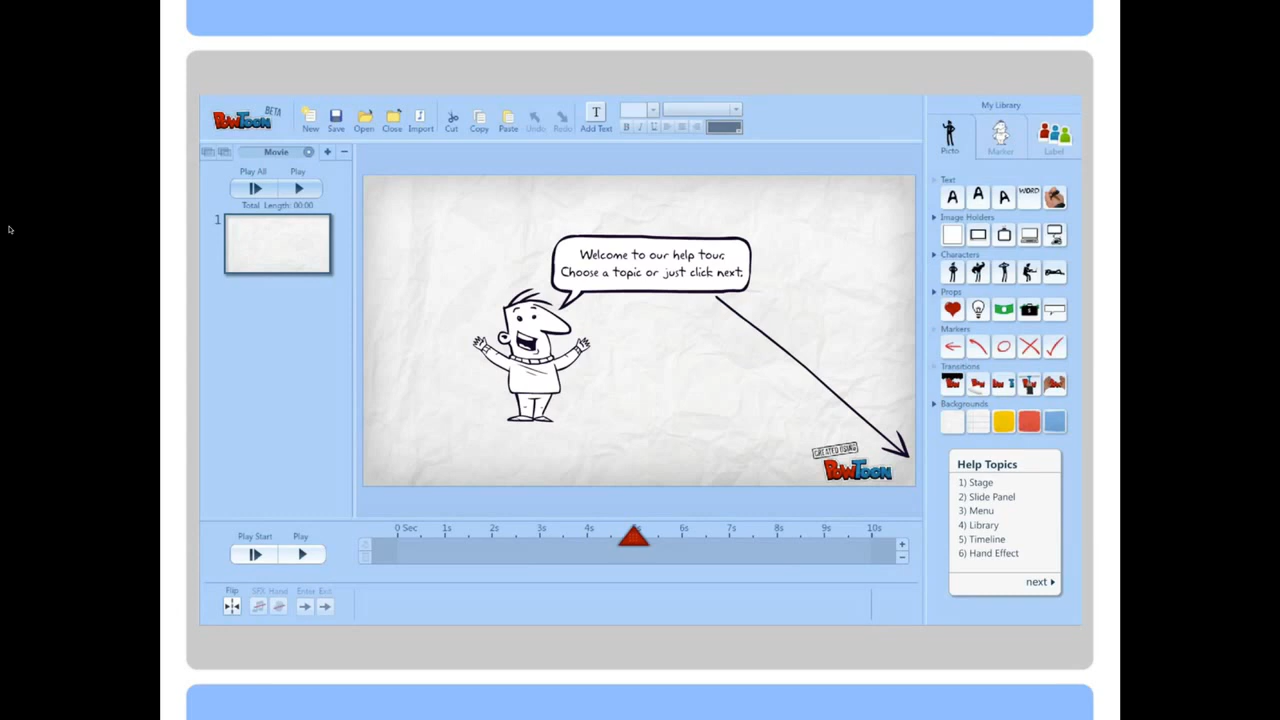 PowToon BETA
New Save Open Close Import Cut Copy Paste Undo Redo Add Text
T
B I U
My Library
Picto Marker Label
Movie
Play All Play
Total Length: 00:00
1
Text
A A A WORD
Image Holders
Characters
Props
Markers
Transitions
Backgrounds
Welcome to our help tour.
Choose a topic or just click next.
CREATED USING
PowToon
Help Topics
1) Stage
2) Slide Panel
3) Menu
4) Library
5) Timeline
6) Hand Effect
next
0 Sec 1s 2s 3s 4s 6s 7s 8s 9s 10s
Play Start Play
Flip SFX Hand Enter Exit